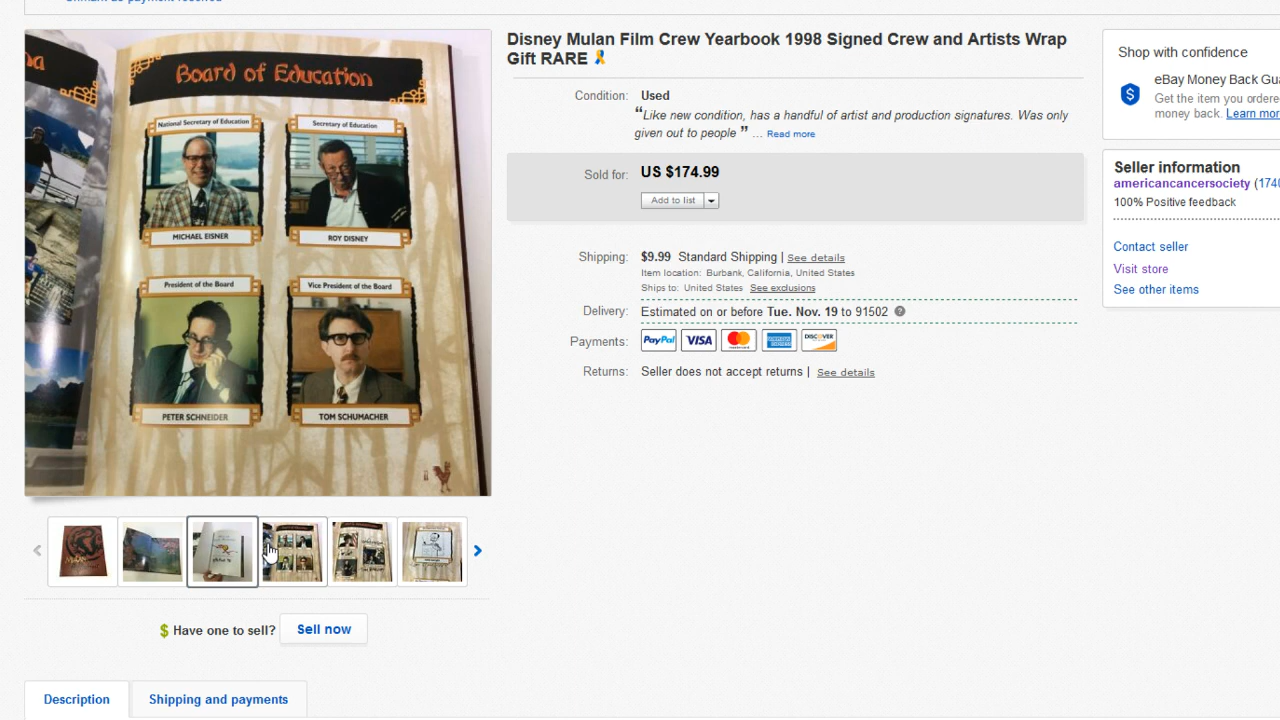 na
Board of Education
National Secretary of Education
Secretary of Education
MICHAEL EISNER
ROY DISNEY
President of the Board
Vice President of the Board
PETER SCHNEIDER
TOM SCHUMACHER
$ Have one to sell? Sell now
Description
Shipping and payments
Disney Mulan Film Crew Yearbook 1998 Signed Crew and Artists Wrap
Gift RARE
Condition: Used
“Like new condition, has a handful of artist and production signatures. Was only
given out to people ” ... Read more
Sold for: US $174.99
Add to list
Shipping: $9.99 Standard Shipping | See details
Item location: Burbank, California, United States
Ships to: United States See exclusions
Delivery: Estimated on or before Tue. Nov. 19 to 91502 ?
Payments: PayPal VISA mastercard DISCOVER
Returns: Seller does not accept returns | See details
Shop with confidence
$
eBay Money Back Gua
Get the item you ordere
money back. Learn mor
Seller information
americancancersociety (1740
100% Positive feedback
Contact seller
Visit store
See other items